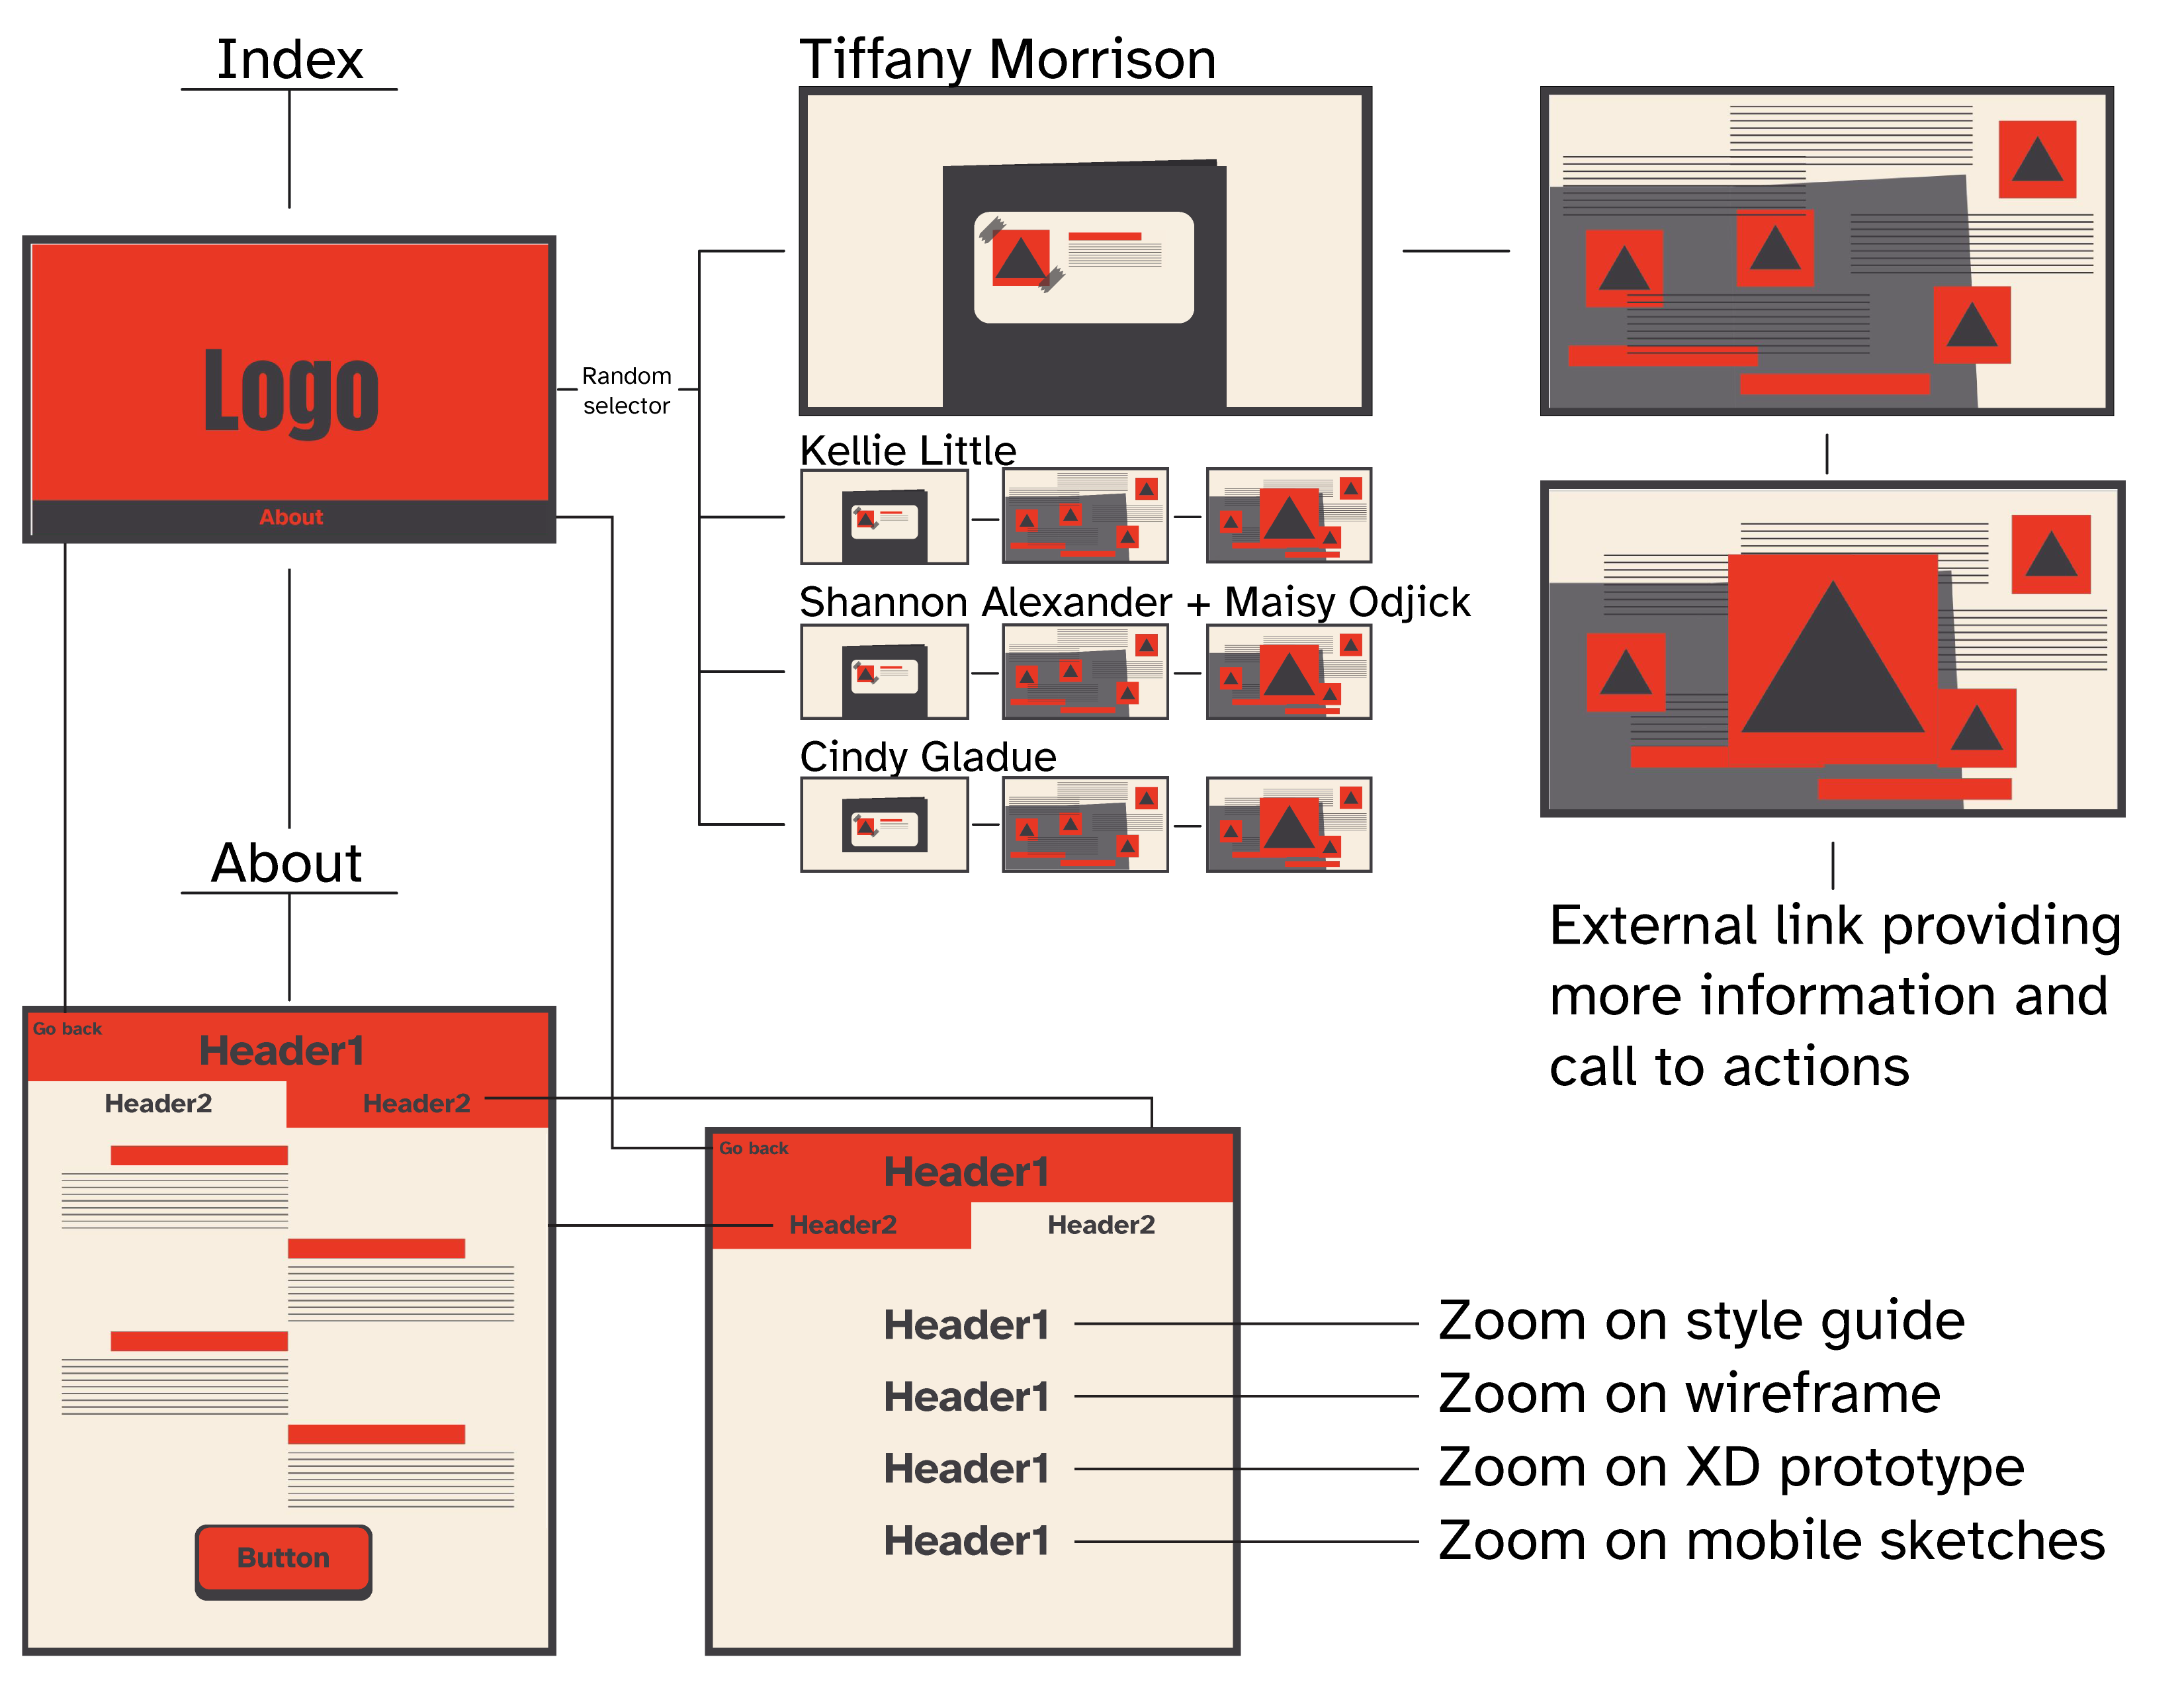 Index
Logo
About
Random
selector
Tiffany Morrison
Kellie Little
Shannon Alexander + Maisy Odjick
Cindy Gladue
External link providing
more information and
call to actions
About
Go back
Header1
Header2 Header2
Button
Go back
Header1
Header2 Header2
Header1
Header1
Header1
Header1
Zoom on style guide
Zoom on wireframe
Zoom on XD prototype
Zoom on mobile sketches